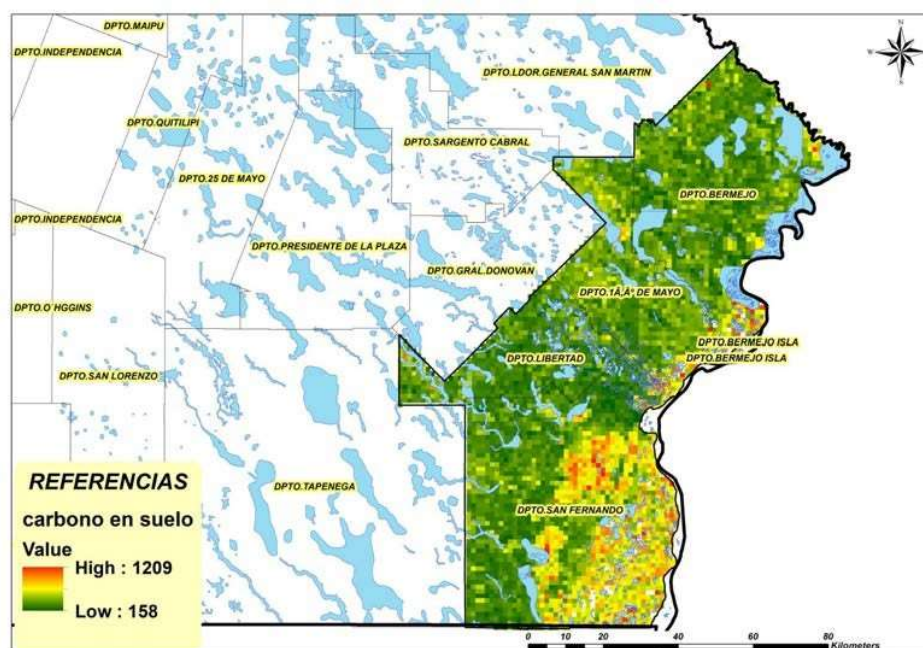 DPTO.MAIPU
N
DPTO.INDEPENDENCIA
W
E
S
DPTO.LDOR.GENERAL SAN MARTIN
DPTO.QUITILIPI
DPTO.SARGENTO CABRAL
DPTO.25 DE MAYO
DPTO.BERMEJO
DPTO.INDEPENDENCIA
DPTO.PRESIDENTE DE LA PLAZA
DPTO.GRAL.DONOVAN
DPTO.1Â,Âº DE MAYO
DPTO.O´HGGINS
DPTO.BERMEJO ISLA
DPTO.LIBERTAD
DPTO.BERMEJO ISLA
DPTO.SAN LORENZO
DPTO.TAPENEGA
DPTO.SAN FERNANDO
REFERENCIAS
carbono en suelo
Value
High : 1209
Low : 158
0 5 10 20 40 60 80
Kilometers